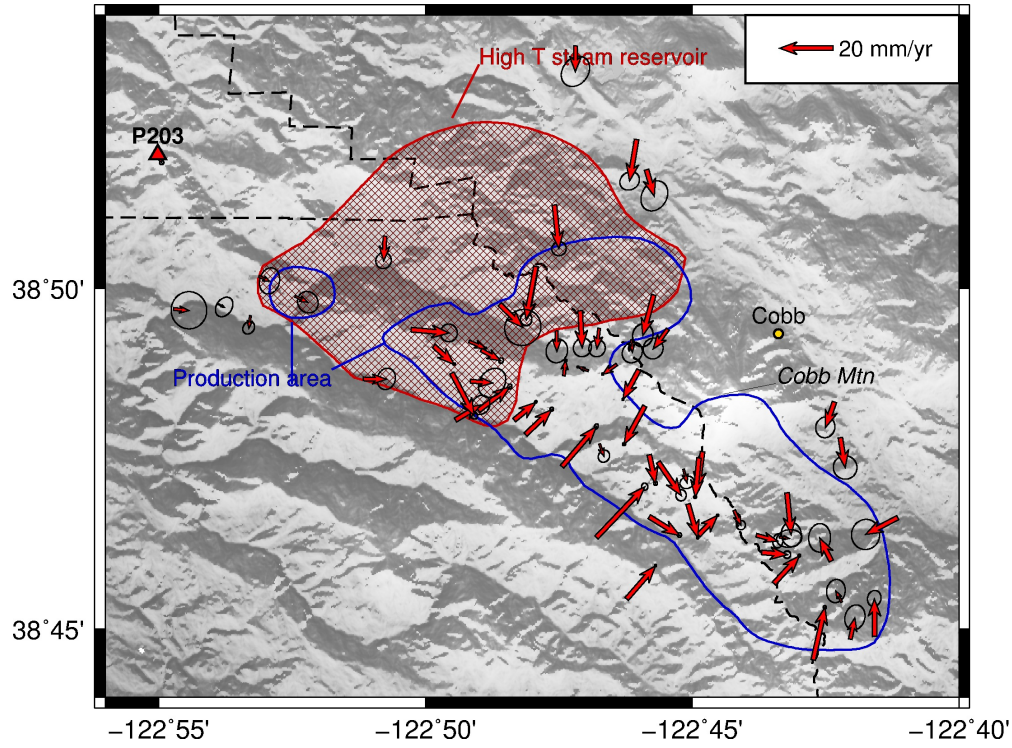 High T steam reservoir
20 mm/yr
P203
38°50'
Cobb
Production area
Cobb Mtn
38°45'
−122°55'
−122°50'
−122°45'
−122°40'